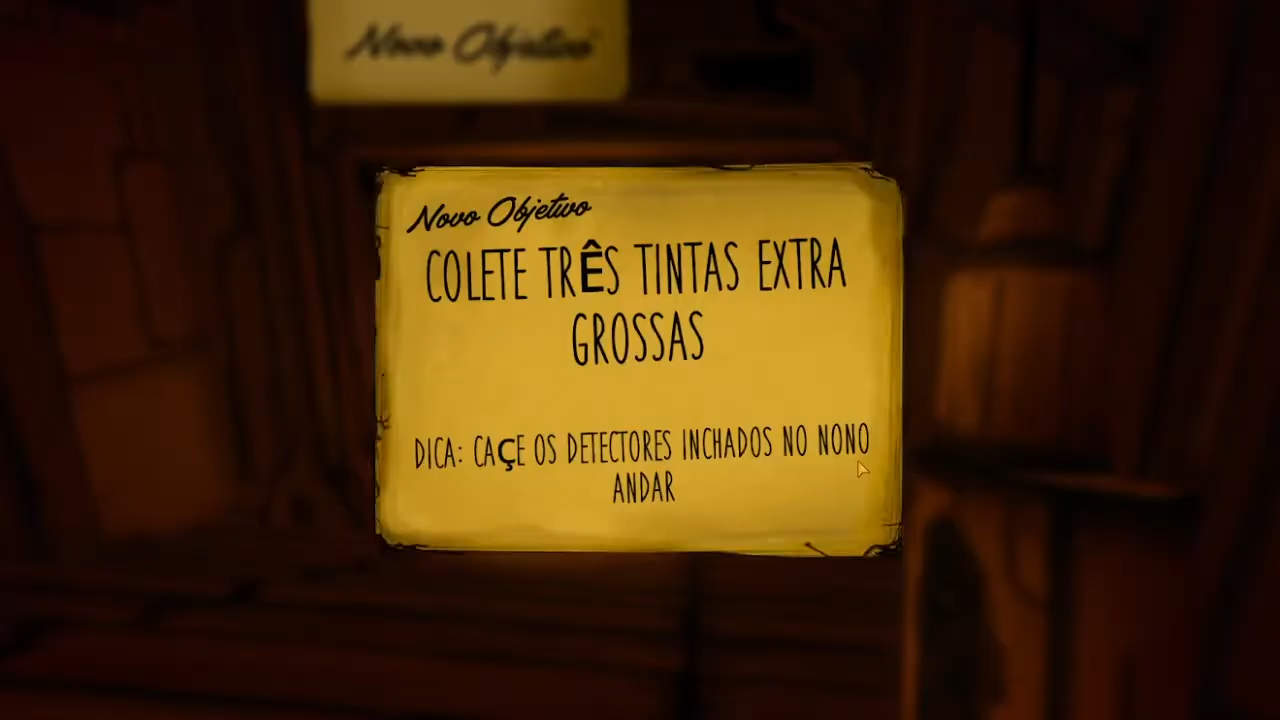 Novo Objetivo
Novo Objetivo
COLETE TRÊS TINTAS EXTRA
GROSSAS
DICA: CAÇE OS DETECTORES INCHADOS NO NONO
ANDAR